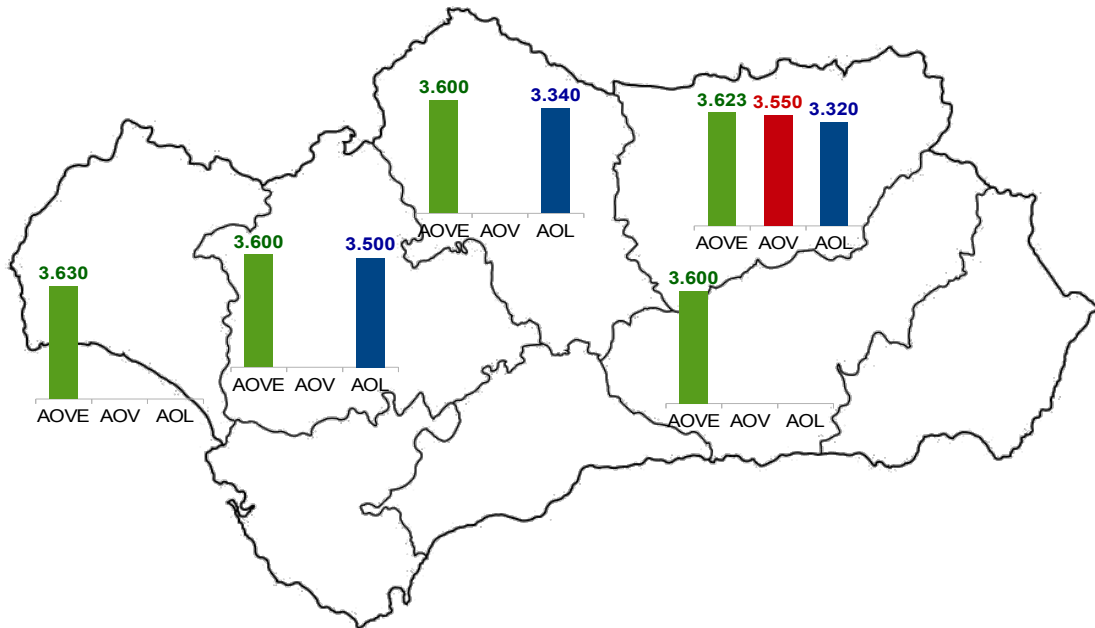 3.600 3.340
AOVE AOV AOL
3.623 3.550 3.320
AOVE AOV AOL
3.600 3.500
AOVE AOV AOL
3.630
AOVE AOV AOL
3.600
AOVE AOV AOL